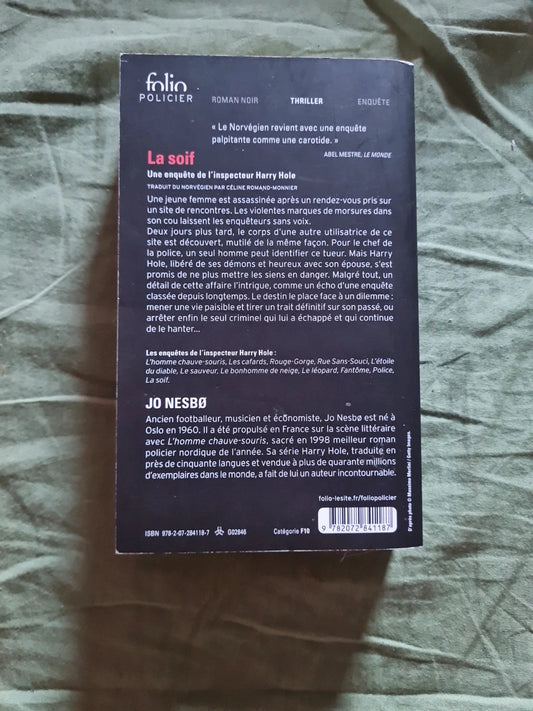 folio
POLICIER
ROMAN NOIR THRILLER ENQUÊTE
« Le Norvégien revient avec une enquête
palpitante comme une carotide. »
ABEL MESTRE, LE MONDE
La soif
Une enquête de l'inspecteur Harry Hole
TRADUIT DU NORVÉGIEN PAR CÉLINE ROMAND-MONNIER
Une jeune femme est assassinée après un rendez-vous pris sur
un site de rencontres. Les violentes marques de morsures dans
son cou laissent les enquêteurs sans voix.
Deux jours plus tard, le corps d'une autre utilisatrice de ce
site est découvert, mutilé de la même façon. Pour le chef de
la police, un seul homme peut identifier ce tueur. Mais Harry
Hole, libéré de ses démons et heureux avec son épouse, s'est
promis de ne plus mettre les siens en danger. Malgré tout, un
détail de cette affaire l'intrigue, comme un écho d'une enquête
classée depuis longtemps. Le destin le place face à un dilemme :
mener une vie paisible et tirer un trait définitif sur son passé, ou
arrêter enfin le seul criminel qui lui a échappé et qui continue
de le hanter...
Les enquêtes de l'inspecteur Harry Hole :
L'homme chauve-souris, Les cafards, Rouge-Gorge, Rue Sans-Souci, L'étoile
du diable, Le sauveur, Le bonhomme de neige, Le léopard, Fantôme, Police,
La soif.
JO NESBØ
Ancien footballeur, musicien et économiste, Jo Nesbø est né à
Oslo en 1960. Il a été propulsé en France sur la scène littéraire
avec L'homme chauve-souris, sacré en 1998 meilleur roman
policier nordique de l'année. Sa série Harry Hole, traduite en
près de cinquante langues et vendue à plus de quarante millions
d'exemplaires dans le monde, a fait de lui un auteur incontournable.
folio-lesite.fr/foliopolicier
ISBN 978-2-07-284118-7 G02846 Catégorie F10
9 782072 841187
D'après photo © Massimo Merlini / Getty Images.